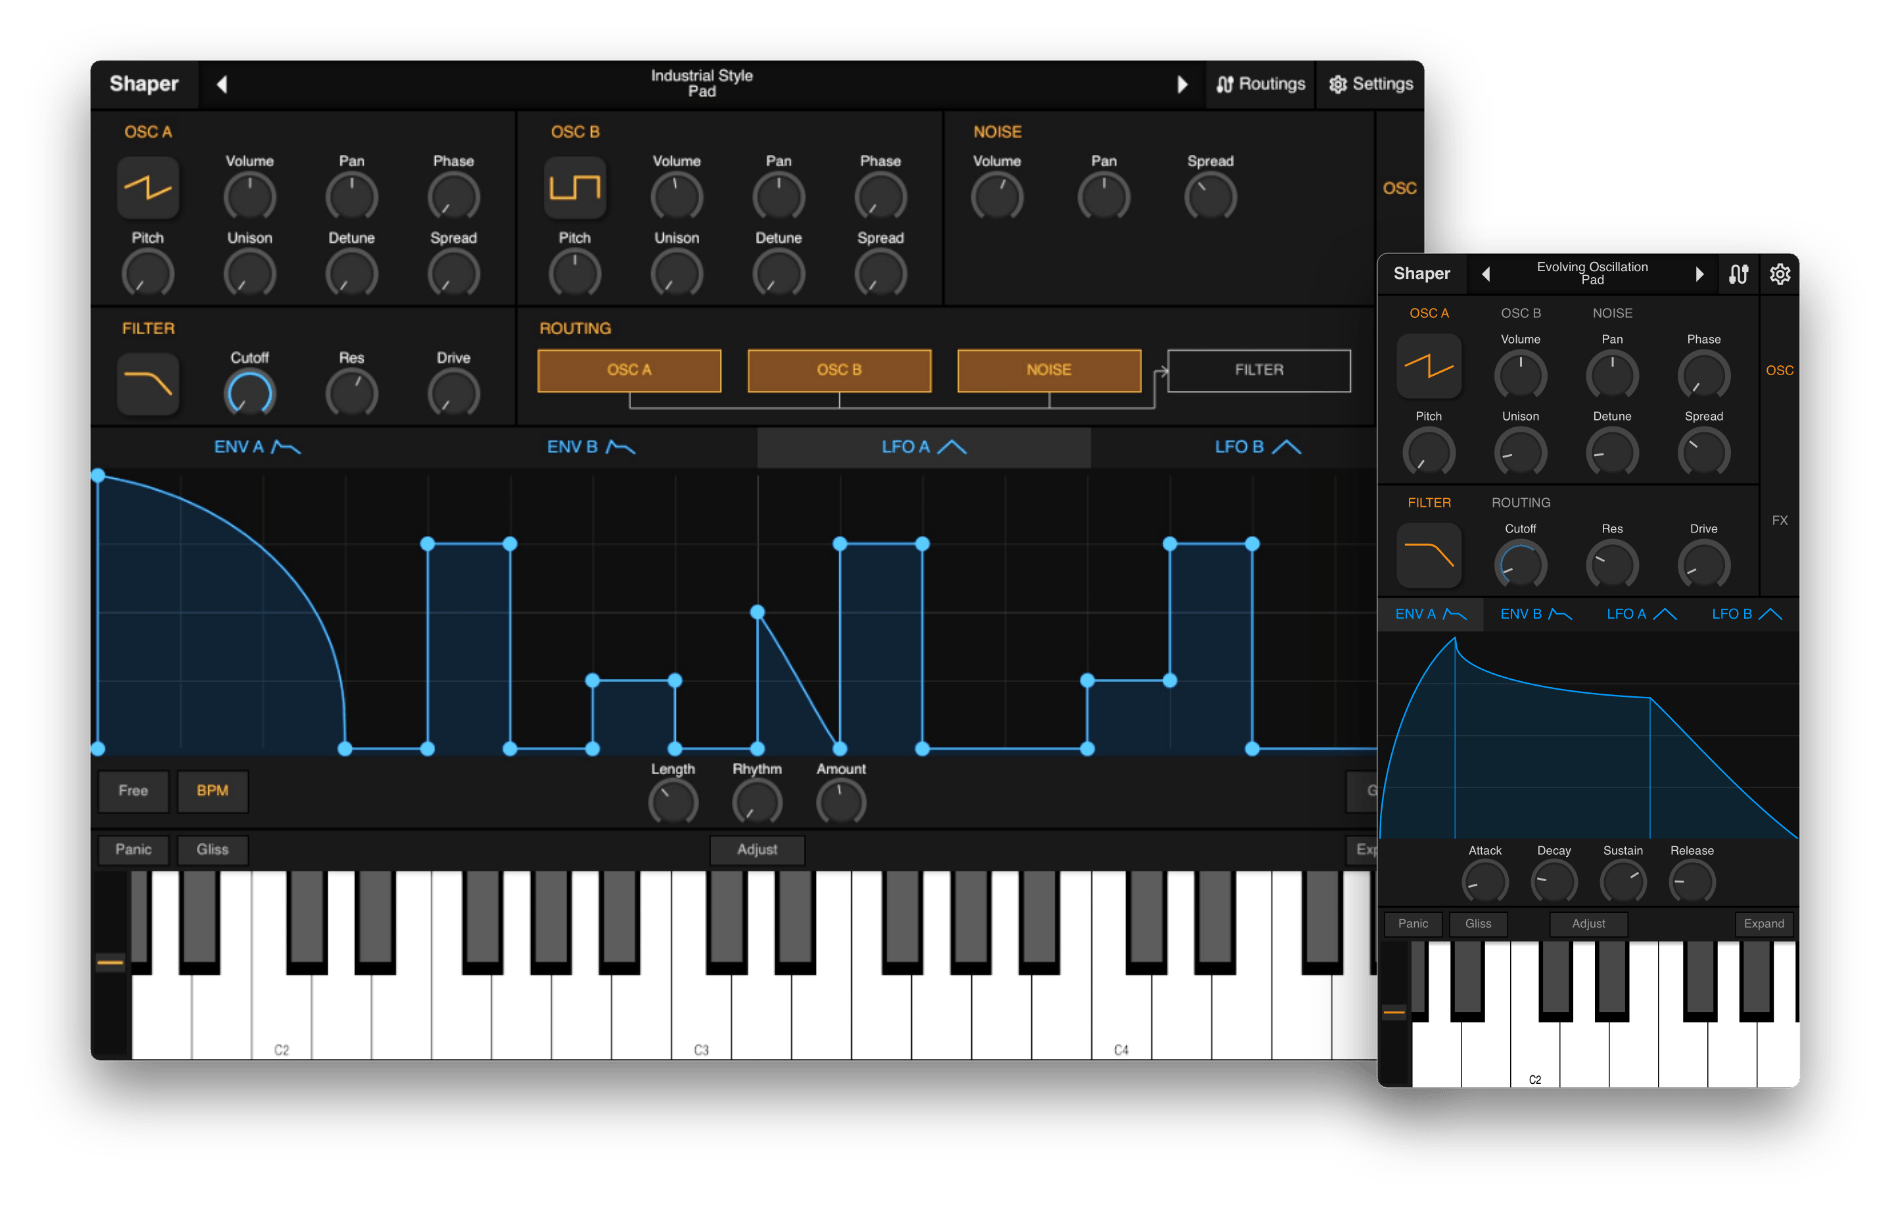 Shaper
Industrial Style
Pad
Routings
Settings
OSC A
Volume Pan Phase
Pitch Unison Detune Spread
OSC B
Volume Pan Phase
Pitch Unison Detune Spread
NOISE
Volume Pan Spread
OSC
FILTER
Cutoff Res Drive
ROUTING
OSC A OSC B NOISE FILTER
ENV A ENV B LFO A LFO B
Free BPM
Length Rhythm Amount
G
Panic Gliss Adjust Exp
C2 C3 C4
Shaper
Evolving Oscillation
Pad
OSC A OSC B NOISE
Volume Pan Phase
OSC
Pitch Unison Detune Spread
FILTER ROUTING
FX
Cutoff Res Drive
ENV A ENV B LFO A LFO B
Attack Decay Sustain Release
Panic Gliss Adjust Expand
C2